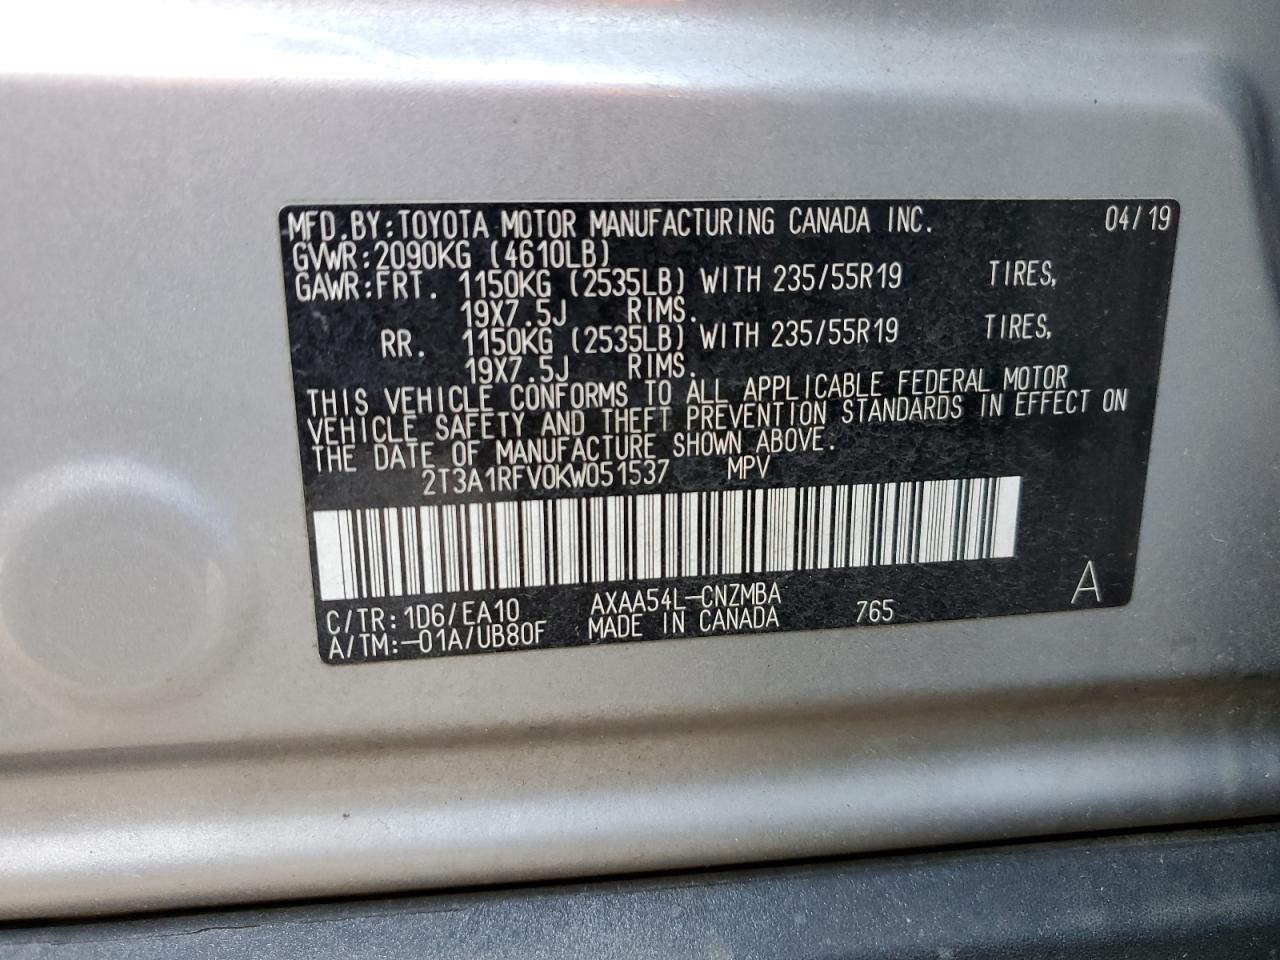 MFD.BY:TOYOTA MOTOR MANUFACTURING CANADA INC. 04/19
GVWR:2090KG (4610LB)
GAWR:FRT. 1150KG (2535LB) WITH 235/55R19 TIRES,
19X7.5J RIMS.
RR. 1150KG (2535LB) WITH 235/55R19 TIRES,
19X7.5J RIMS.
THIS VEHICLE CONFORMS TO ALL APPLICABLE FEDERAL MOTOR
VEHICLE SAFETY AND THEFT PREVENTION STANDARDS IN EFFECT ON
THE DATE OF MANUFACTURE SHOWN ABOVE.
2T3A1RFV0KW051537 MPV
C/TR:1D6/EA10 AXAA54L-CNZMBA 765 A
A/TM:-01A/UB80F MADE IN CANADA